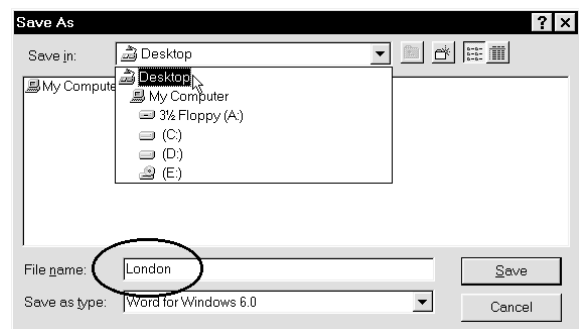 Save As
Save in: Desktop
Desktop
My Compute
My Computer
3½ Floppy (A:)
(C:)
(D:)
(E:)
File name: London Save
Save as type: Word for Windows 6.0 Cancel